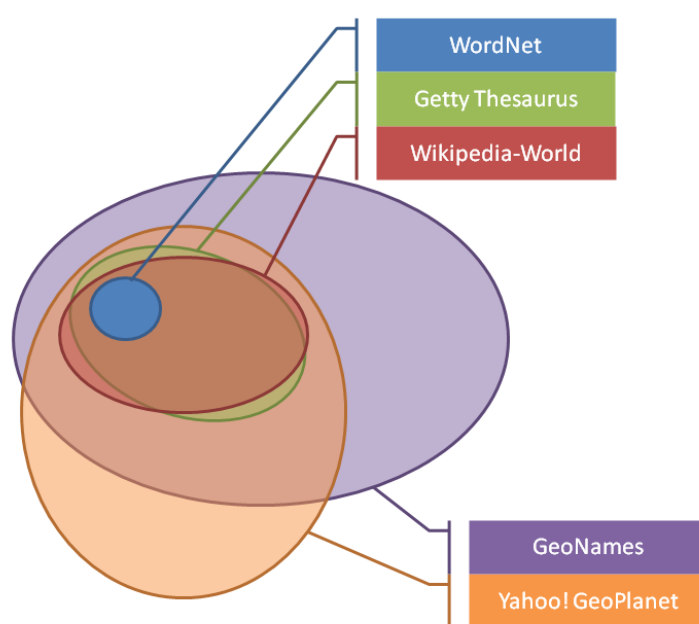 WordNet
Getty Thesaurus
Wikipedia-World
GeoNames
Yahoo! GeoPlanet